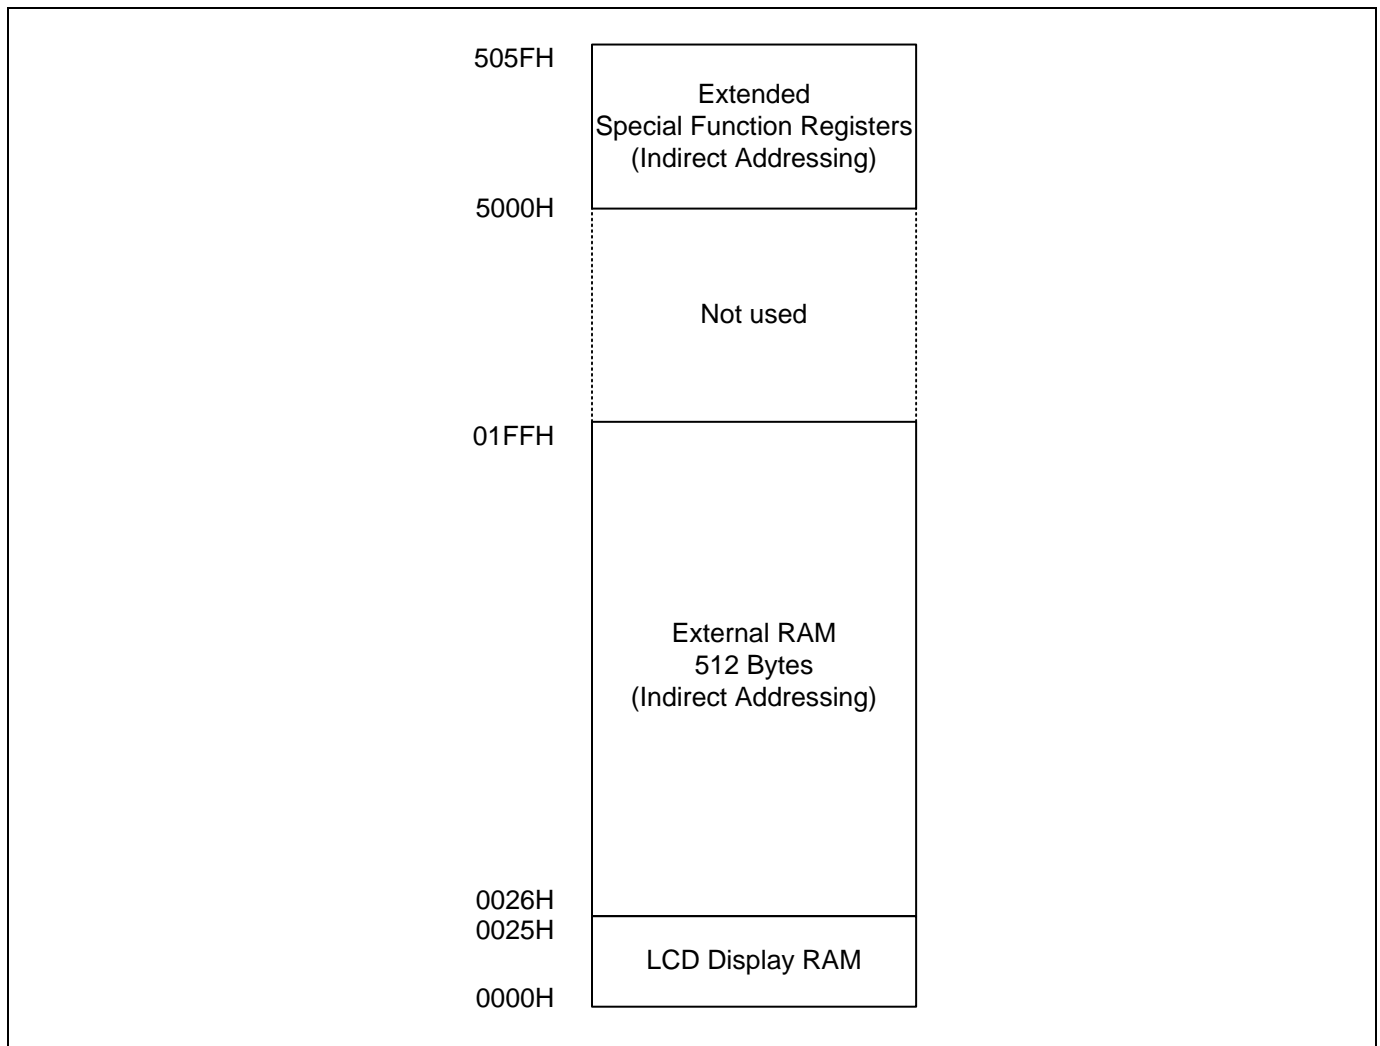 505FH
Extended
Special Function Registers
(Indirect Addressing)
5000H
Not used
01FFH
External RAM
512 Bytes
(Indirect Addressing)
0026H
0025H
LCD Display RAM
0000H